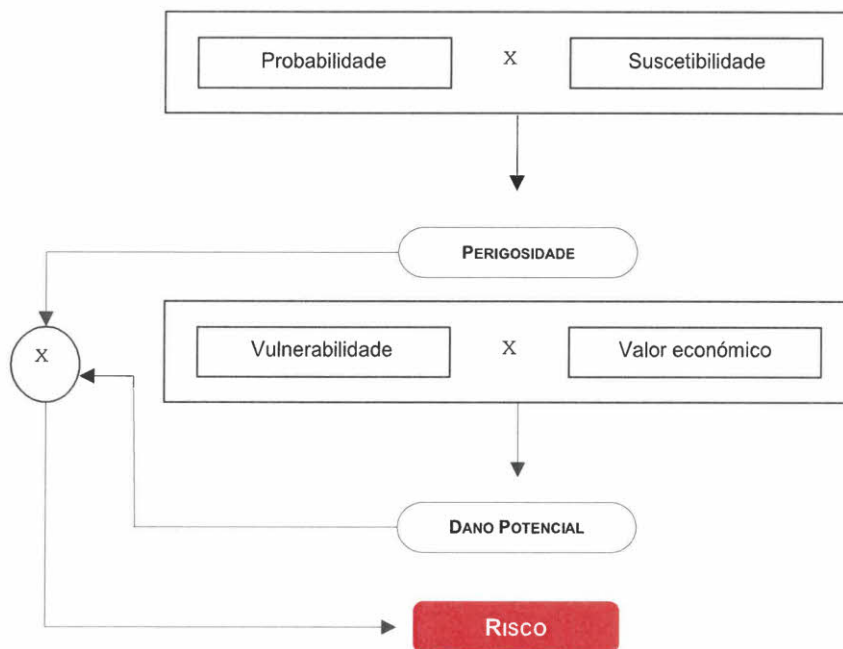 Probabilidade X Suscetibilidade
PERIGOSIDADE
X
Vulnerabilidade X Valor económico
DANO POTENCIAL
RISCO